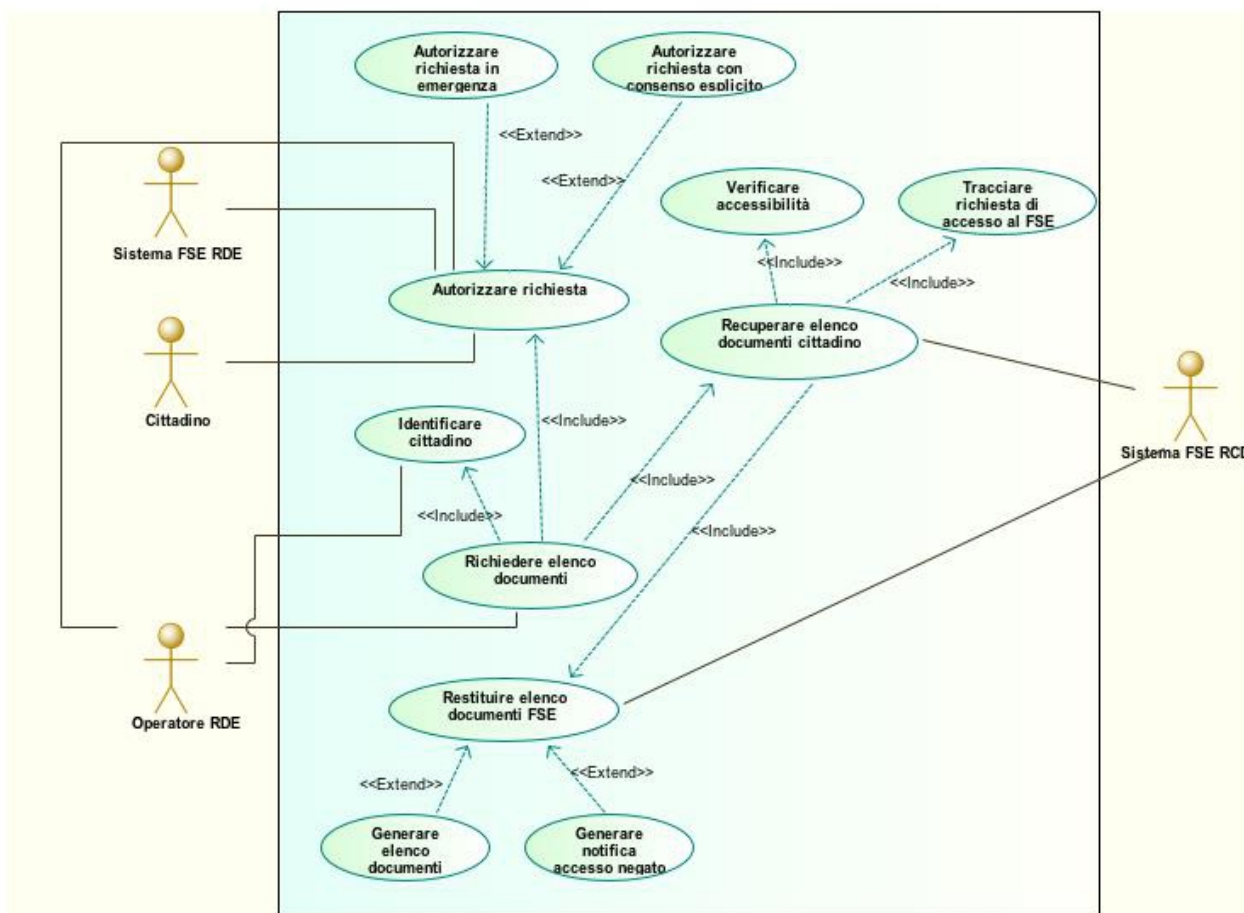 Autorizzare
richiesta in
emergenza
Autorizzare
richiesta con
consenso esplicito
<<Extend>>
<<Extend>>
Verificare
accessibilità
Tracciare
richiesta di
accesso al FSE
Sistema FSE RDE
<<Include>>
<<Include>>
Autorizzare richiesta
Recuperare elenco
documenti cittadino
Cittadino
Identificare
cittadino
<<Include>>
Sistema FSE RCD
<<Include>>
<<Include>>
<<Include>>
Richiedere elenco
documenti
Restituire elenco
documenti FSE
Operatore RDE
<<Extend>>
<<Extend>>
Generare
elenco
documenti
Generare
notifica
accesso negato